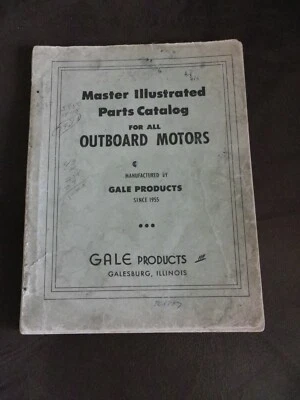 Master Illustrated
Parts Catalog
FOR ALL
OUTBOARD MOTORS
MANUFACTURED BY
GALE PRODUCTS
SINCE 1955
GALE PRODUCTS
GALESBURG, ILLINOIS